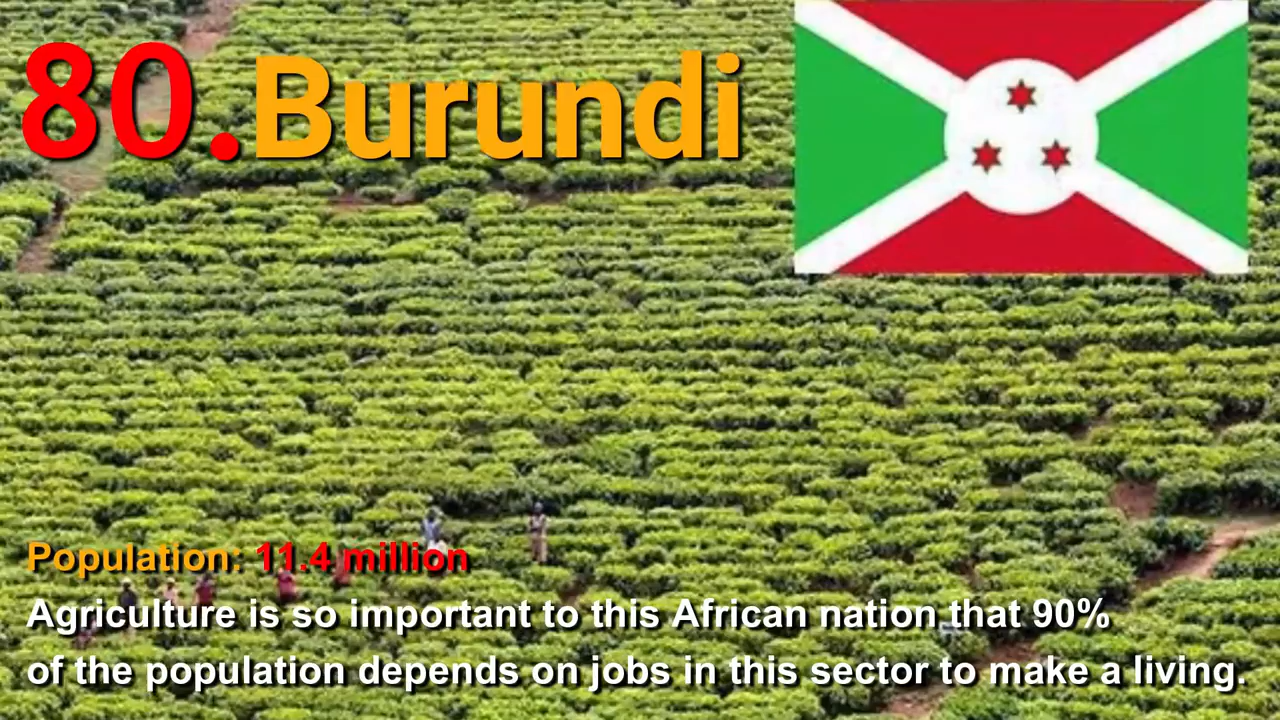 80.Burundi
Population: 11.4 million
Agriculture is so important to this African nation that 90%
of the population depends on jobs in this sector to make a living.